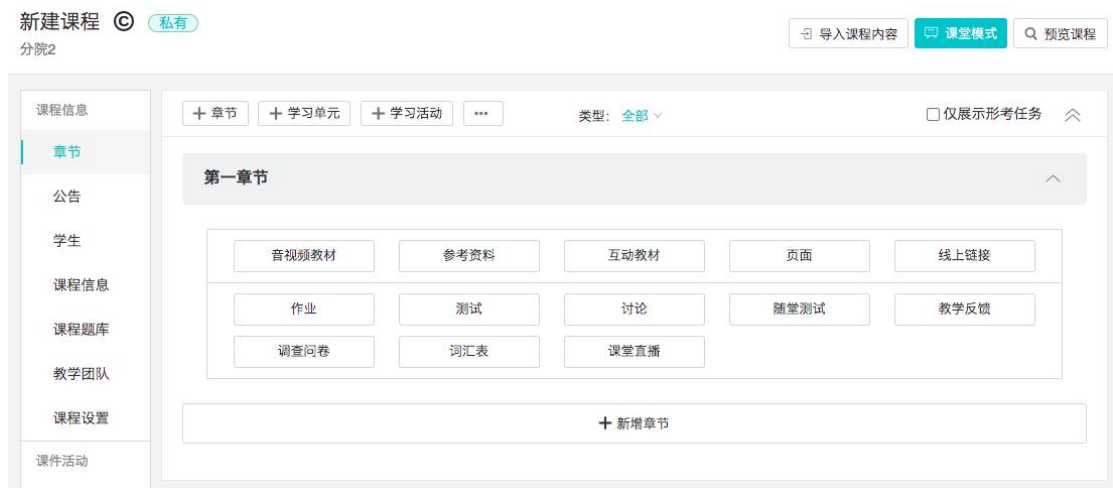 新建课程 © 私有
分院2
导入课程内容 课堂模式 预览课程
课程信息
章节
公告
学生
课程信息
课程题库
教学团队
课程设置
课件活动
+ 章节 + 学习单元 + 学习活动 ...
类型: 全部
仅展示形考任务
第一章节
音视频教材 参考资料 互动教材 页面 线上链接
作业 测试 讨论 随堂测试 教学反馈
调查问卷 词汇表 课堂直播
+ 新增章节